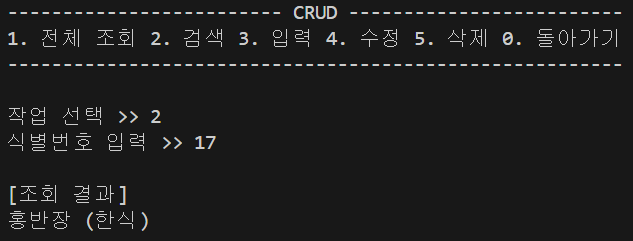 ------------------------- CRUD -------------------------
1. 전체 조회 2. 검색 3. 입력 4. 수정 5. 삭제 0. 돌아가기
--------------------------------------------------------
작업 선택 >> 2
식별번호 입력 >> 17
[조회 결과]
홍반장 (한식)